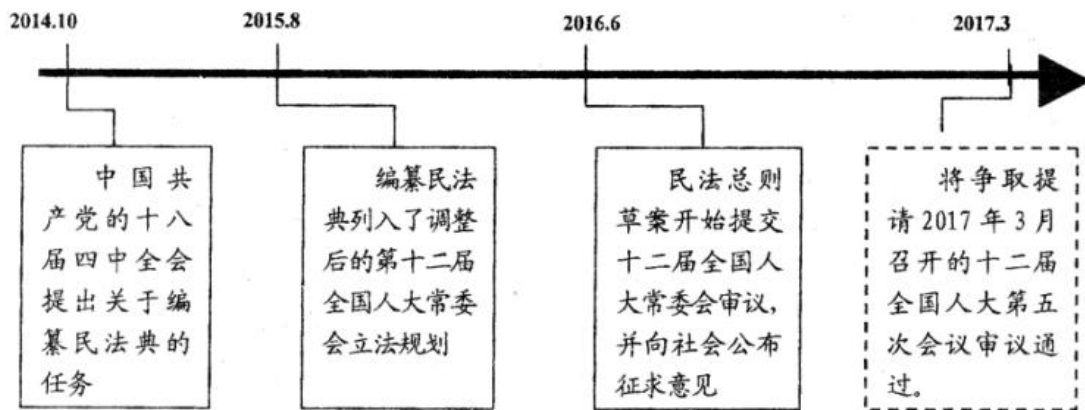 2014.10
2015.8
2016.6
2017.3
中国共
产党的十八
届四中全会
提出关于编
纂民法典的
任务
编纂民法
典列入了调整
后的第十二届
全国人大常委
会立法规划
民法总则
草案开始提交
十二届全国人
大常委会审议，
并向社会公布
征求意见
将争取提
请2017年3月
召开的十二届
全国人大第五
次会议审议通
过。